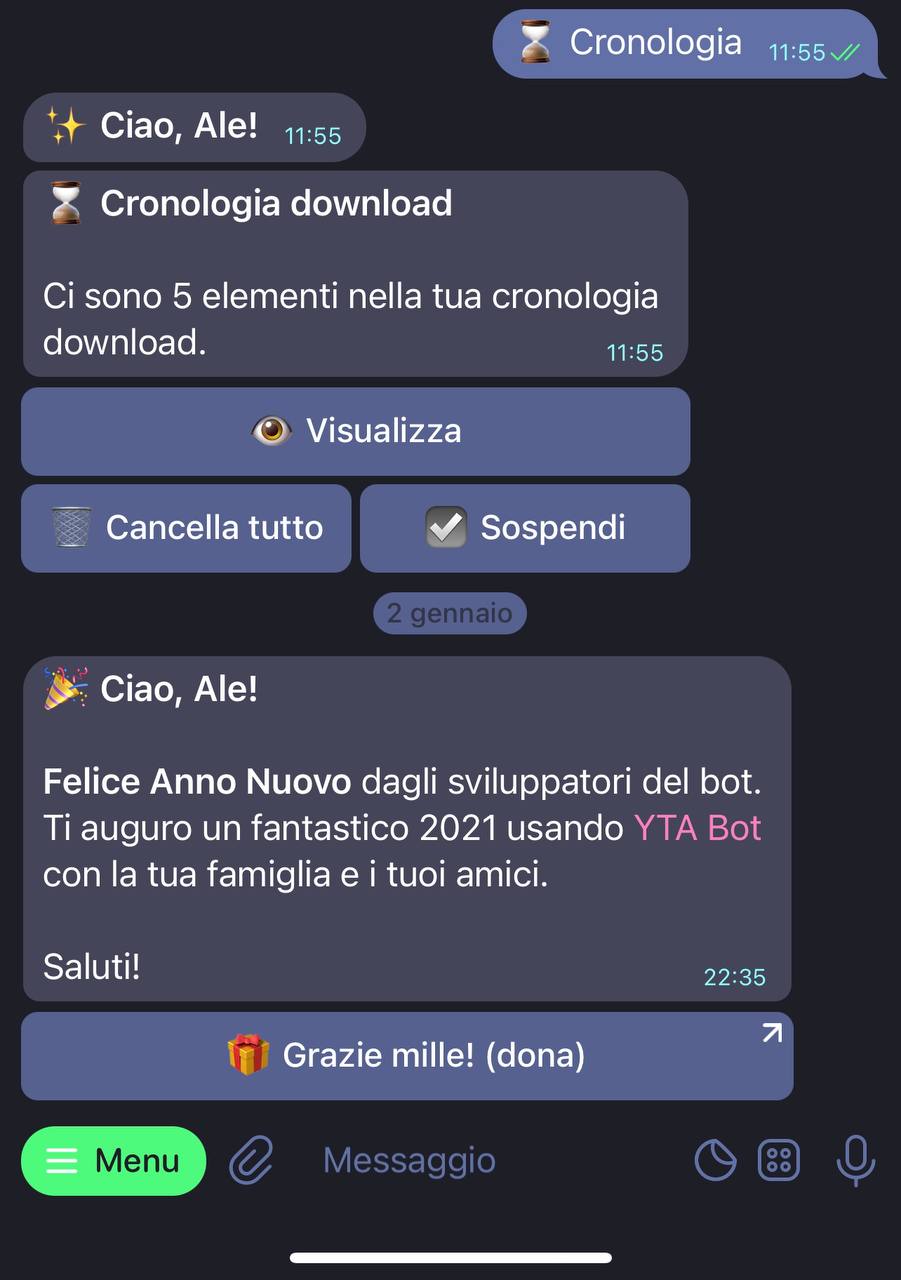 ⏳ Cronologia 11:55
✨ Ciao, Ale! 11:55
⏳ Cronologia download
Ci sono 5 elementi nella tua cronologia
download. 11:55
👁 Visualizza
🗑 Cancella tutto
☑️ Sospendi
2 gennaio
🎉 Ciao, Ale!
Felice Anno Nuovo dagli sviluppatori del bot.
Ti auguro un fantastico 2021 usando YTA Bot
con la tua famiglia e i tuoi amici.
Saluti! 22:35
🎁 Grazie mille! (dona)
Menu
Messaggio